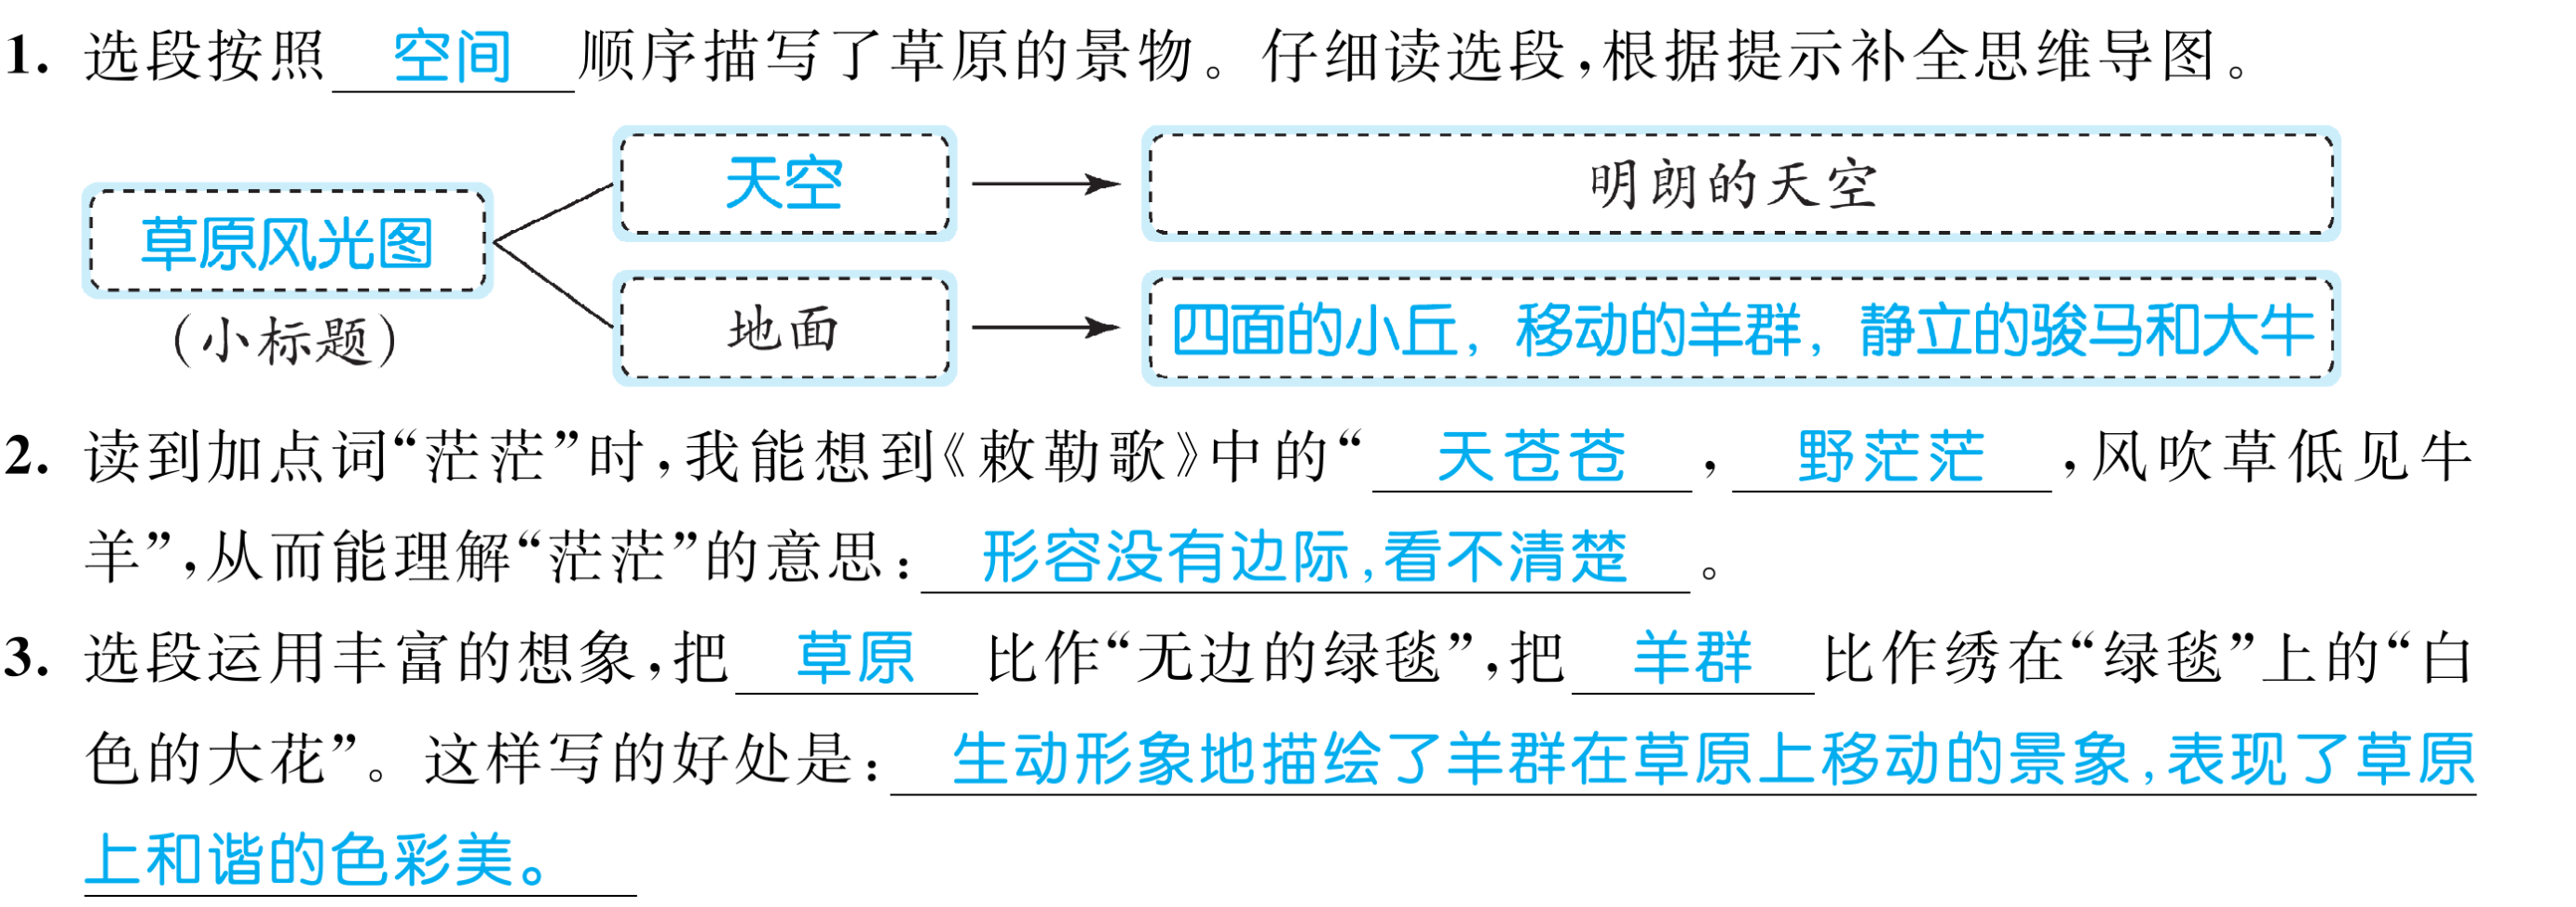 1. 选段按照 空间 顺序描写了草原的景物。仔细读选段,根据提示补全思维导图。
天空
明朗的天空
草原风光图
(小标题)
地面
四面的小丘，移动的羊群，静立的骏马和大牛
2. 读到加点词“茫茫”时,我能想到《敕勒歌》中的“ 天苍苍 , 野茫茫 ,风吹草低见牛
羊”,从而能理解“茫茫”的意思: 形容没有边际,看不清楚 。
3. 选段运用丰富的想象,把 草原 比作“无边的绿毯”,把 羊群 比作绣在“绿毯”上的“白
色的大花”。这样写的好处是: 生动形象地描绘了羊群在草原上移动的景象,表现了草原
上和谐的色彩美。